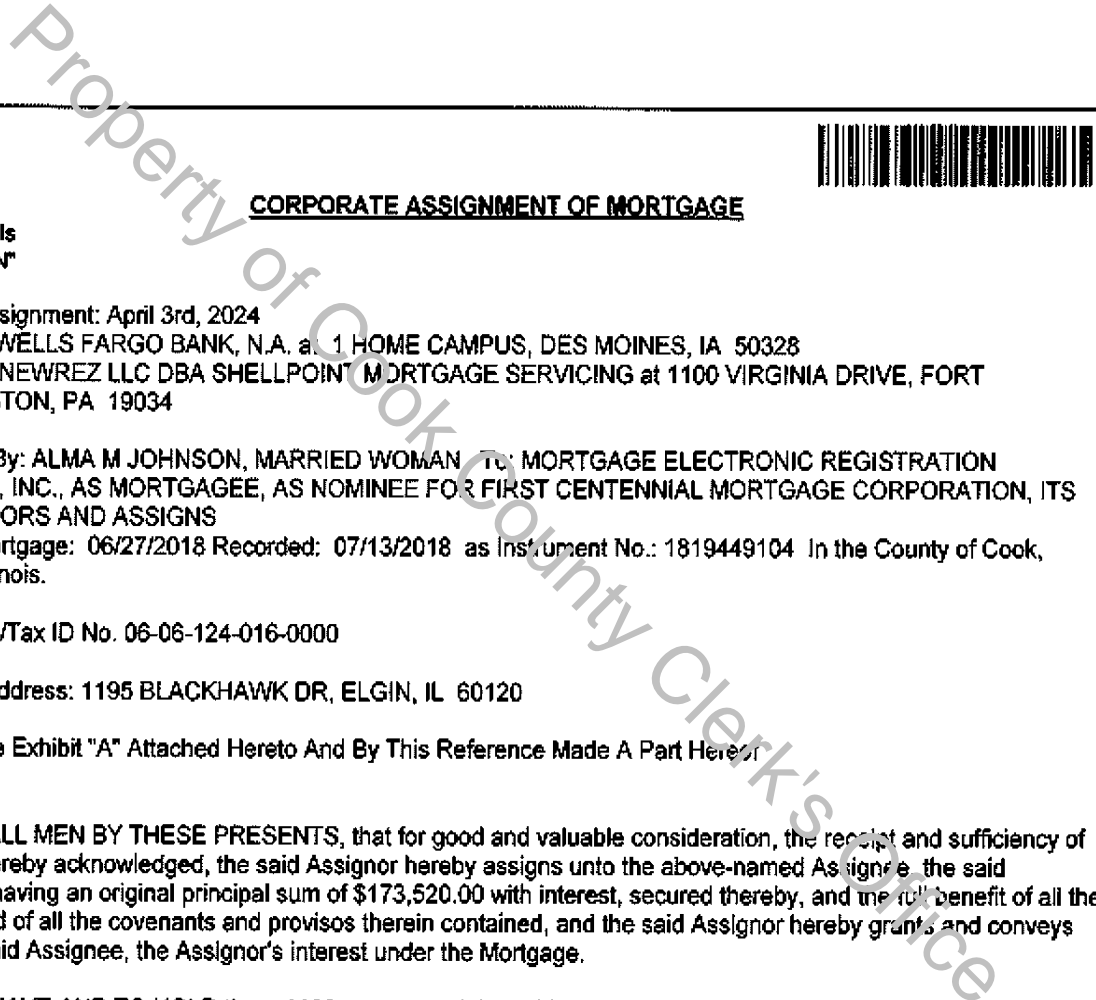 CORPORATE ASSIGNMENT OF MORTGAGE
ls
N"
signment: April 3rd, 2024
WELLS FARGO BANK, N.A. at 1 HOME CAMPUS, DES MOINES, IA 50328
NEWREZ LLC DBA SHELLPOINT MORTGAGE SERVICING at 1100 VIRGINIA DRIVE, FORT
TON, PA 19034
By: ALMA M JOHNSON, MARRIED WOMAN To: MORTGAGE ELECTRONIC REGISTRATION
, INC., AS MORTGAGEE, AS NOMINEE FOR FIRST CENTENNIAL MORTGAGE CORPORATION, ITS
ORS AND ASSIGNS
rtgage: 06/27/2018 Recorded: 07/13/2018 as Instrument No.: 1819449104 In the County of Cook,
nois.
/Tax ID No. 06-06-124-016-0000
ddress: 1195 BLACKHAWK DR, ELGIN, IL 60120
e Exhibit "A" Attached Hereto And By This Reference Made A Part Hereof
LL MEN BY THESE PRESENTS, that for good and valuable consideration, the receipt and sufficiency of
ereby acknowledged, the said Assignor hereby assigns unto the above-named Assignee, the said
having an original principal sum of $173,520.00 with interest, secured thereby, and the full benefit of all the
d of all the covenants and provisos therein contained, and the said Assignor hereby grants and conveys
id Assignee, the Assignor's interest under the Mortgage.
Property of Cook County Clerk's Office